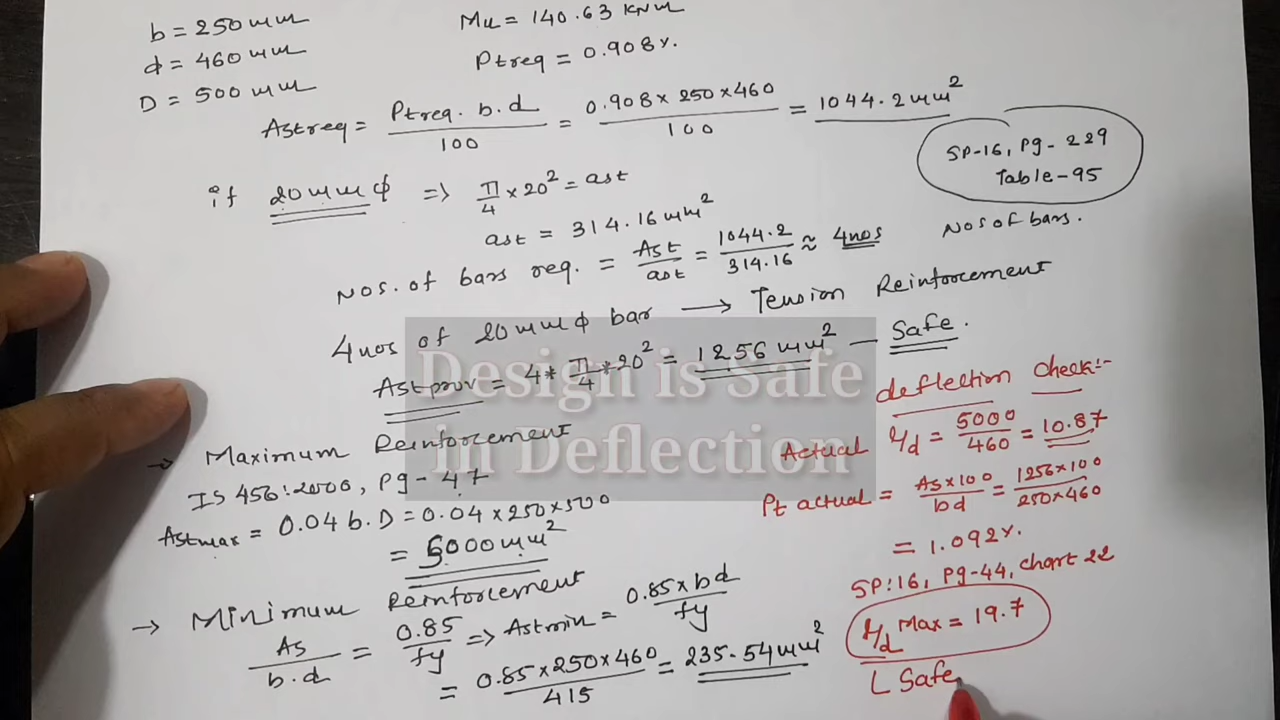 b = 250 mm
d = 460 mm
D = 500 mm
Mu = 140.63 KNm
Ptreq = 0.908 %.
Astreq = Ptreq. b.d / 100 = 0.908 × 250 × 460 / 100 = 1044.2 mm²
SP-16, Pg - 229
Table-95
if 20 mm ϕ => π/4 × 20² = ast
ast = 314.16 mm²
Nos. of bars req. = Ast/ast = 1044.2/314.16 ≈ 4nos
Nos of bars.
4nos of 20 mm ϕ bar → Tension Reinforcement
Astprov = 4 * π/4 * 20² = 1256 mm² — Safe.
→ Maximum Reinforcement
IS 456:2000, Pg - 47
Astmax = 0.04 b.D = 0.04 × 250 × 500
= 5000 mm²
→ Minimum Reinforcement
As/b.d = 0.85/fy => Astmin = 0.85 × bd/fy
= 0.85 × 250 × 460/415 = 235.54 mm²
deflection check:-
Actual l/d = 5000/460 = 10.87
Pt actual = As × 100/bd = 1256 × 100/250 × 460
= 1.092 %.
SP:16, Pg-44, chart 22
l/d Max = 19.7
Safe
Design is Safe
in Deflection